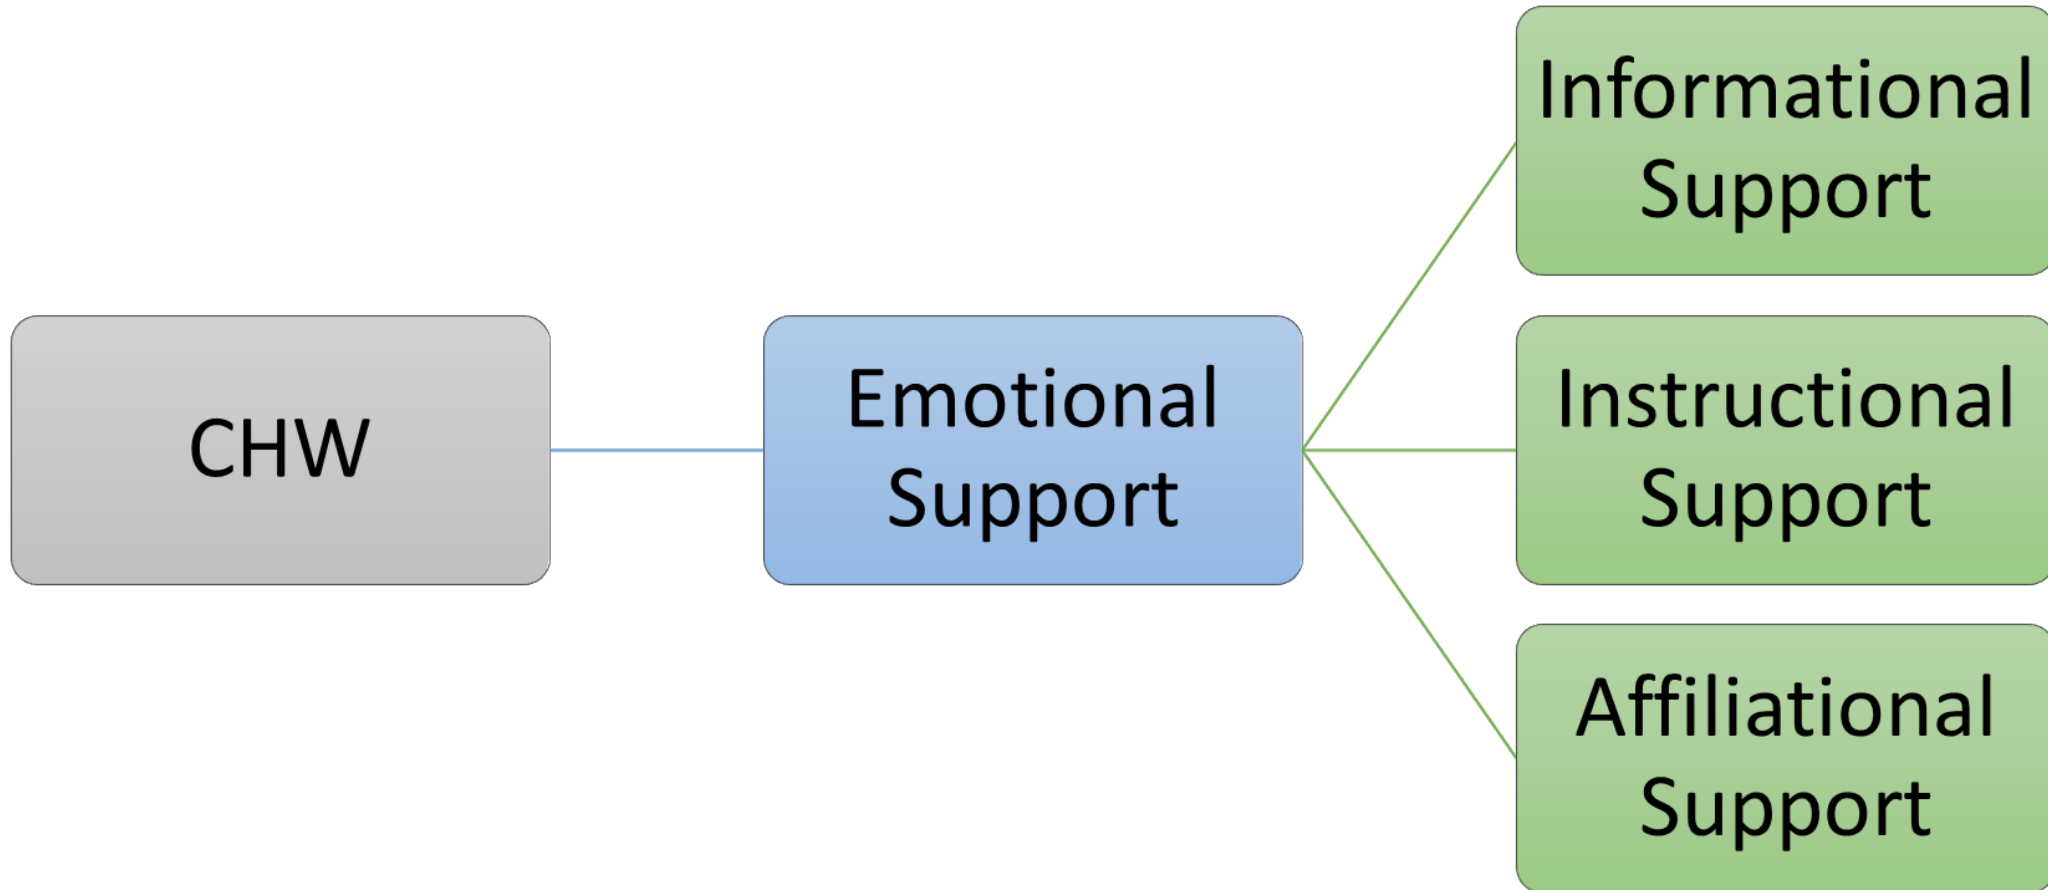 CHW
Emotional
Support
Informational
Support
Instructional
Support
Affiliational
Support